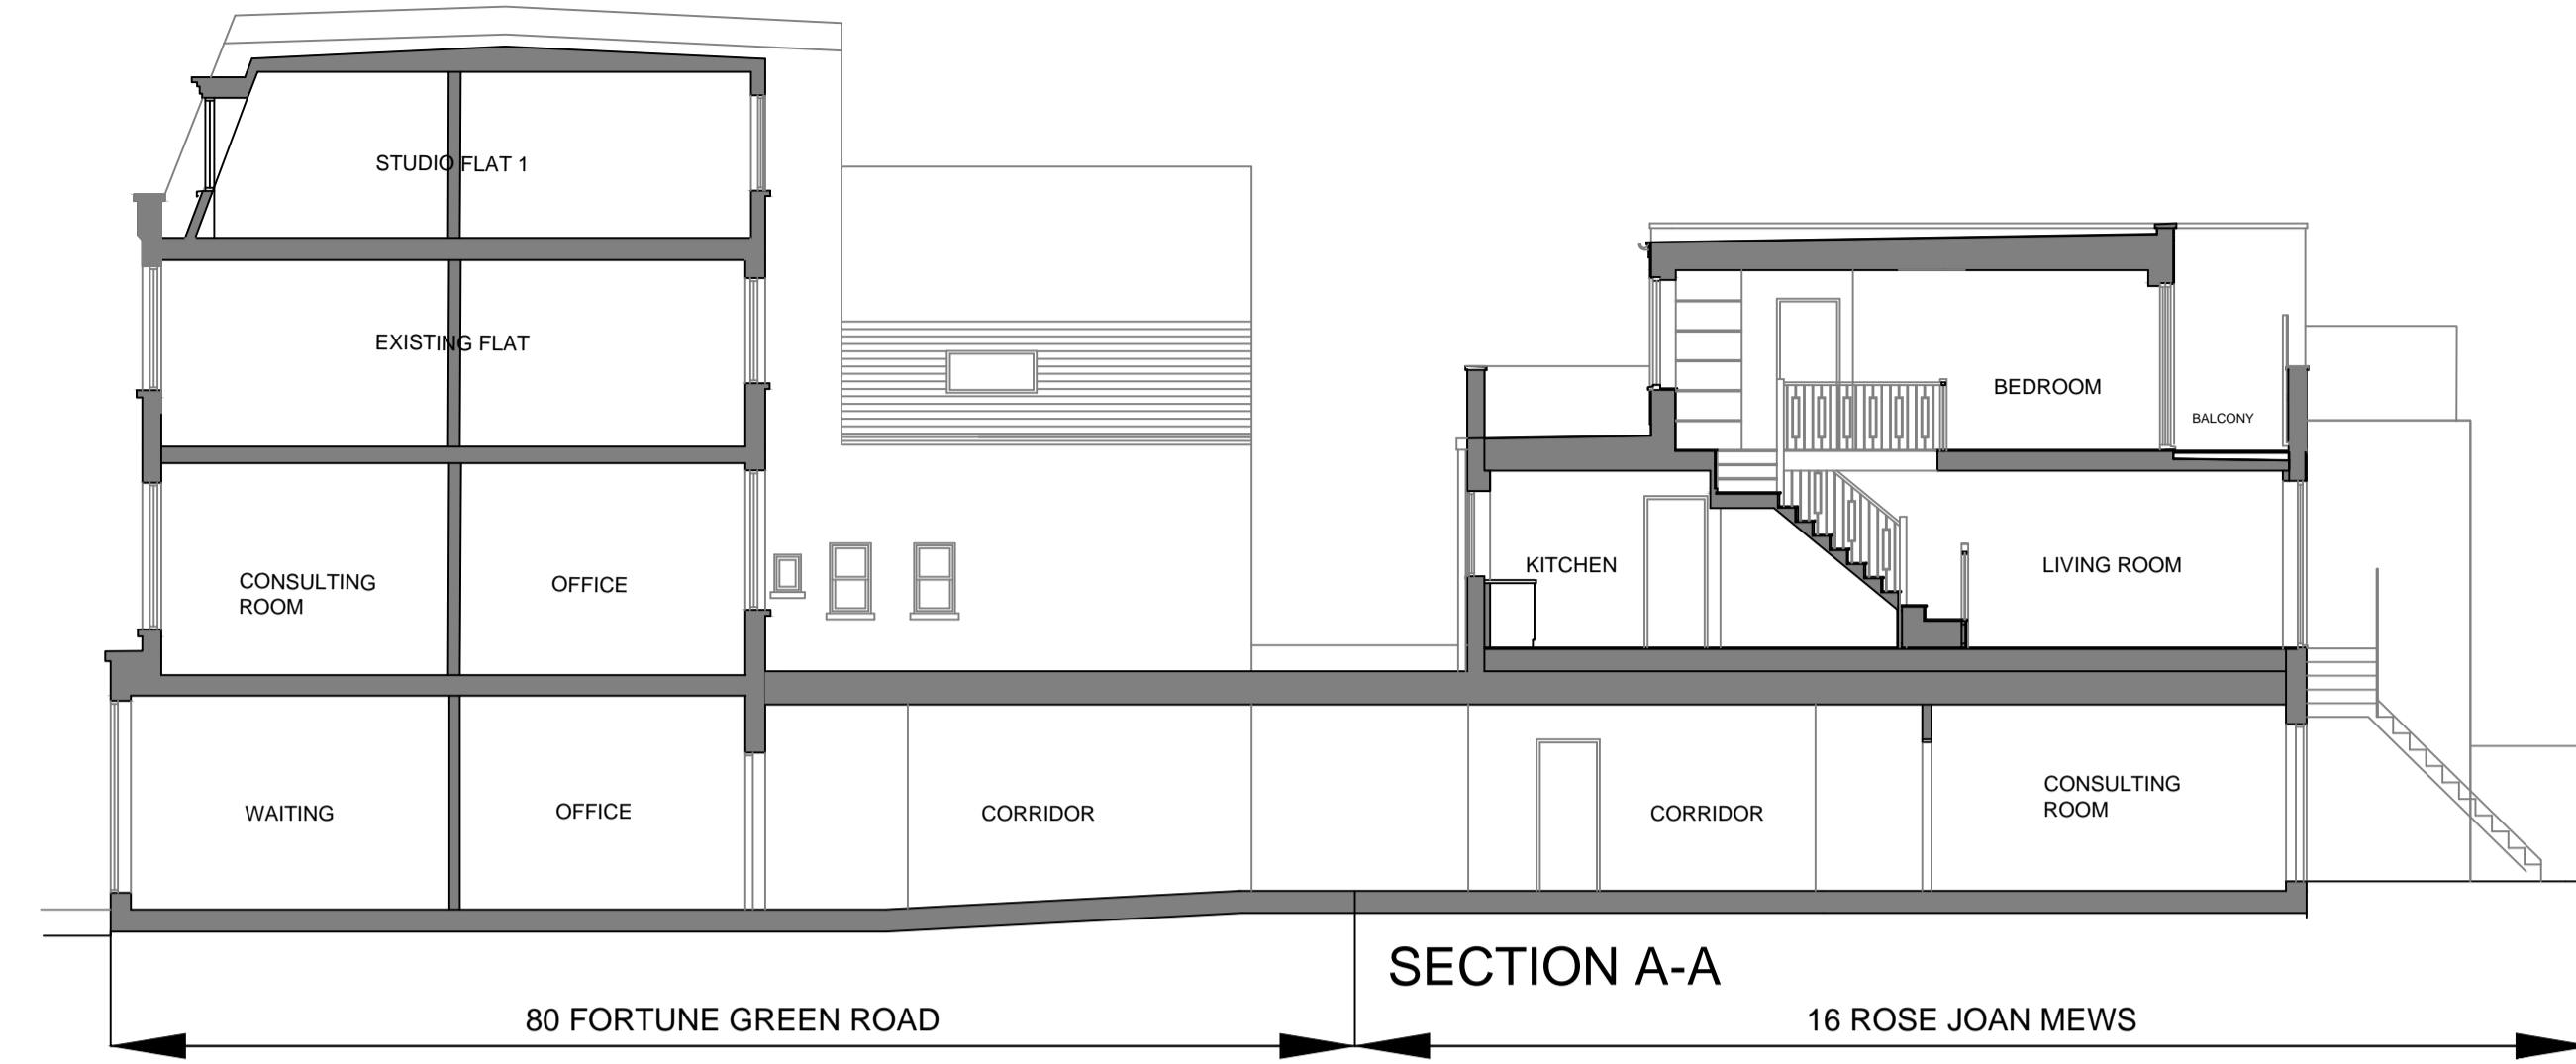 STUDIO FLAT 1
EXISTING FLAT
BEDROOM
BALCONY
CONSULTING
ROOM
OFFICE
KITCHEN
LIVING ROOM
WAITING
OFFICE
CORRIDOR
CORRIDOR
CONSULTING
ROOM
SECTION A-A
80 FORTUNE GREEN ROAD
16 ROSE JOAN MEWS